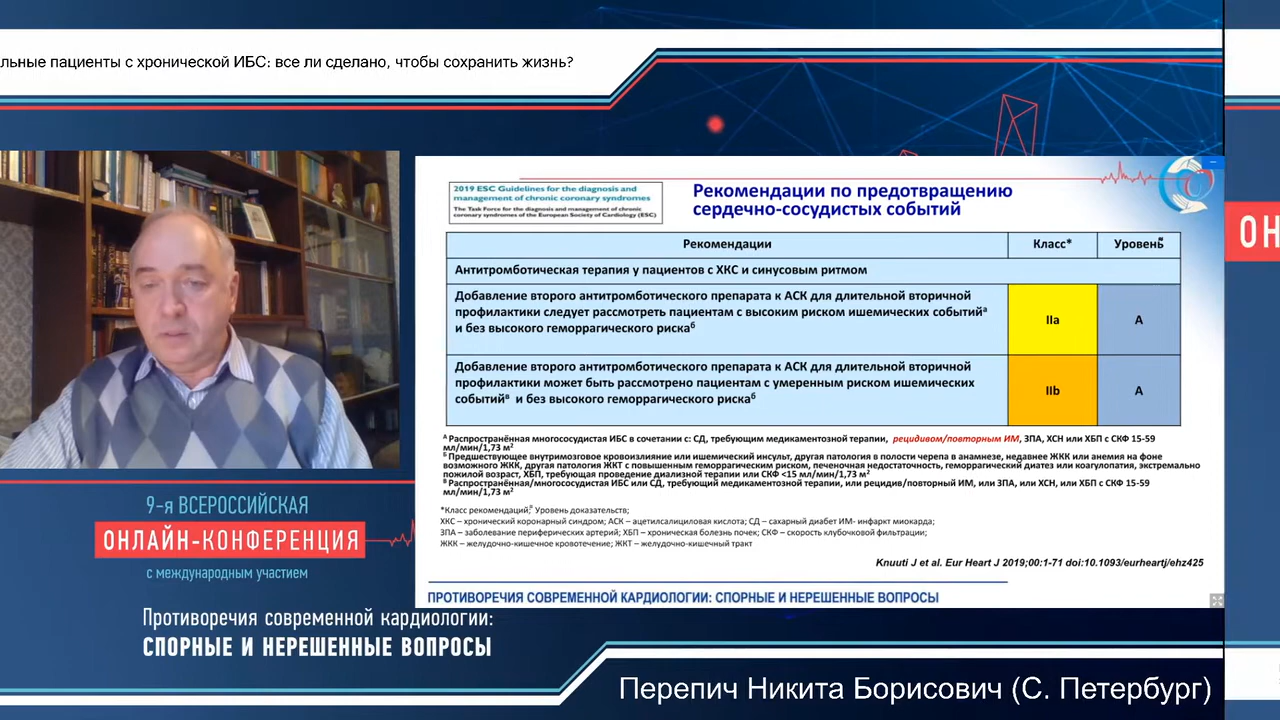 льные пациенты с хронической ИБС: все ли сделано, чтобы сохранить жизнь?
2019 ESC Guidelines for the diagnosis and
management of chronic coronary syndromes
The Task Force for the diagnosis and management of chronic
coronary syndromes of the European Society of Cardiology (ESC)
Рекомендации по предотвращению
сердечно-сосудистых событий
Рекомендации Класс* Уровень
Антитромботическая терапия у пациентов с ХКС и синусовым ритмом
Добавление второго антитромботического препарата к АСК для длительной вторичной
профилактики следует рассмотреть пациентам с высоким риском ишемических событийᵃ
и без высокого геморрагического рискаᵇ
IIa A
Добавление второго антитромботического препарата к АСК для длительной вторичной
профилактики может быть рассмотрено пациентам с умеренным риском ишемических
событийᵛ и без высокого геморрагического рискаᵇ
IIb A
А Распространённая многососудистая ИБС в сочетании с: СД, требующим медикаментозной терапии, рецидивом/повторным ИМ, ЗПА, ХСН или ХБП с СКФ 15-59
мл/мин/1,73 м²
Б Предшествующее внутримозговое кровоизлияние или ишемический инсульт, другая патология в полости черепа в анамнезе, недавнее ЖКК или анемия на фоне
возможного ЖКК, другая патология ЖКТ с повышенным геморрагическим риском, печеночная недостаточность, геморрагический диатез или коагулопатия, экстремально
пожилой возраст, ХБП, требующая проведение диализной терапии или СКФ <15 мл/мин/1,73 м²
В Распространённая/многососудистая ИБС или СД, требующий медикаментозной терапии, или рецидив/повторный ИМ, или ЗПА, или ХСН, или ХБП с СКФ 15-59
мл/мин/1,73 м²
*Класс рекомендаций; Уровень доказательств;
ХКС – хронический коронарный синдром; АСК – ацетилсалициловая кислота; СД – сахарный диабет ИМ- инфаркт миокарда;
ЗПА – заболевание периферических артерий; ХБП – хроническая болезнь почек; СКФ – скорость клубочковой фильтрации;
ЖКК – желудочно-кишечное кровотечение; ЖКТ – желудочно-кишечный тракт
Knuuti J et al. Eur Heart J 2019;00:1-71 doi:10.1093/eurheartj/ehz425
ПРОТИВОРЕЧИЯ СОВРЕМЕННОЙ КАРДИОЛОГИИ: СПОРНЫЕ И НЕРЕШЕННЫЕ ВОПРОСЫ
9-я ВСЕРОССИЙСКАЯ
ОНЛАЙН-КОНФЕРЕНЦИЯ
с международным участием
Противоречия современной кардиологии:
СПОРНЫЕ И НЕРЕШЕННЫЕ ВОПРОСЫ
Перепич Никита Борисович (С. Петербург)
ОН